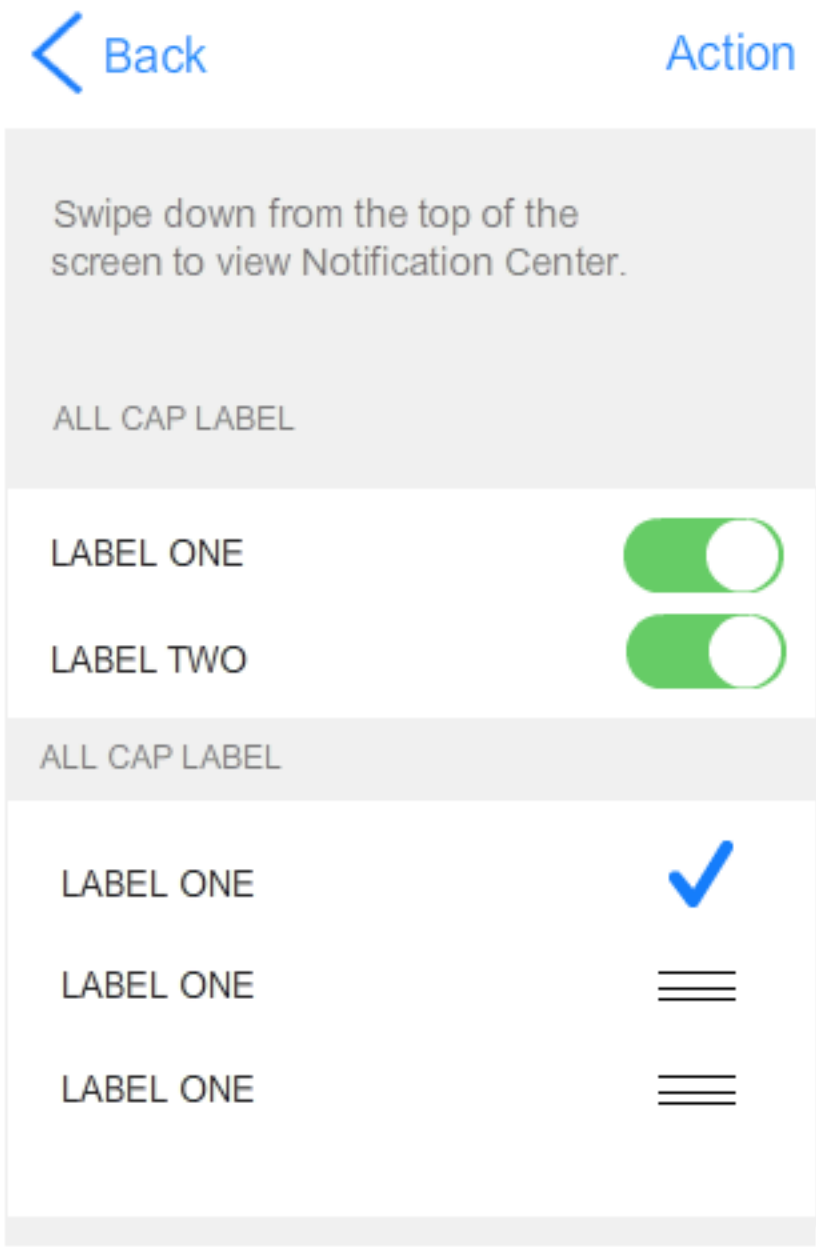 Back
Action
Swipe down from the top of the
screen to view Notification Center.
ALL CAP LABEL
LABEL ONE
LABEL TWO
ALL CAP LABEL
LABEL ONE
LABEL ONE
LABEL ONE